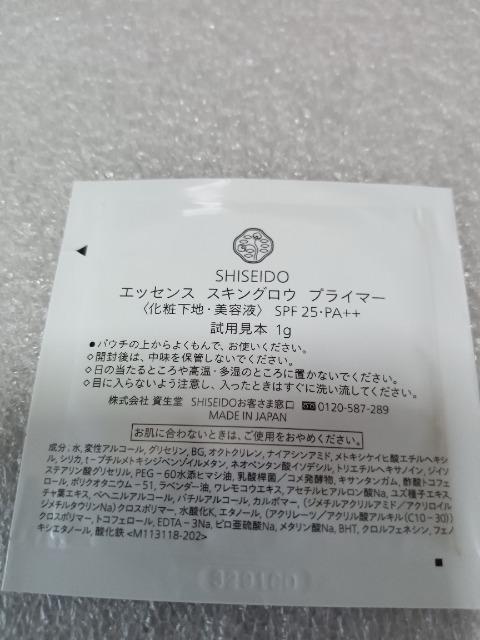 SHISEIDO
エッセンス スキングロウ プライマー
〈化粧下地・美容液〉 SPF 25・PA++
試用見本 1g
●パウチの上からよくもんで、お使いください。
◇開封後は、中味を保管しないでください。
◇日の当たるところや高温・多湿のところに置かないでください。
◇目に入らないよう注意し、入ったときはすぐに洗い流してください。
株式会社 資生堂 SHISEIDOお客さま窓口 0120-587-289
MADE IN JAPAN
お肌に合わないときは、ご使用をおやめください。
成分：水，変性アルコール，グリセリン，BG，オクトクリレン，ナイアシンアミド，メトキシケイヒ酸エチルヘキシ
ル，シリカ，t－ブチルメトキシジベンゾイルメタン，ネオペンタン酸イソデシル，トリエチルヘキサノイン，ジイソ
ステアリン酸グリセリル，PEG－60水添ヒマシ油，乳酸桿菌／コメ発酵物，キサンタンガム，酢酸トコフェ
ロール，ポリクオタニウム－51，ラベンダー油，ワレモコウエキス，アセチルヒアルロン酸Na，ユズ種子エキス，
チャ葉エキス，ベヘニルアルコール，バチルアルコール，カルボマー，（ジメチルアクリルアミド／アクリロイル
ジメチルタウリンNa）クロスポリマー，水酸化K，エタノール，（アクリレーツ／アクリル酸アルキル（C10－30））
クロスポリマー，トコフェロール，EDTA－3Na，ピロ亜硫酸Na，メタリン酸Na，BHT，クロルフェネシン，フェノ
キシエタノール，酸化鉄 <M113118-202>